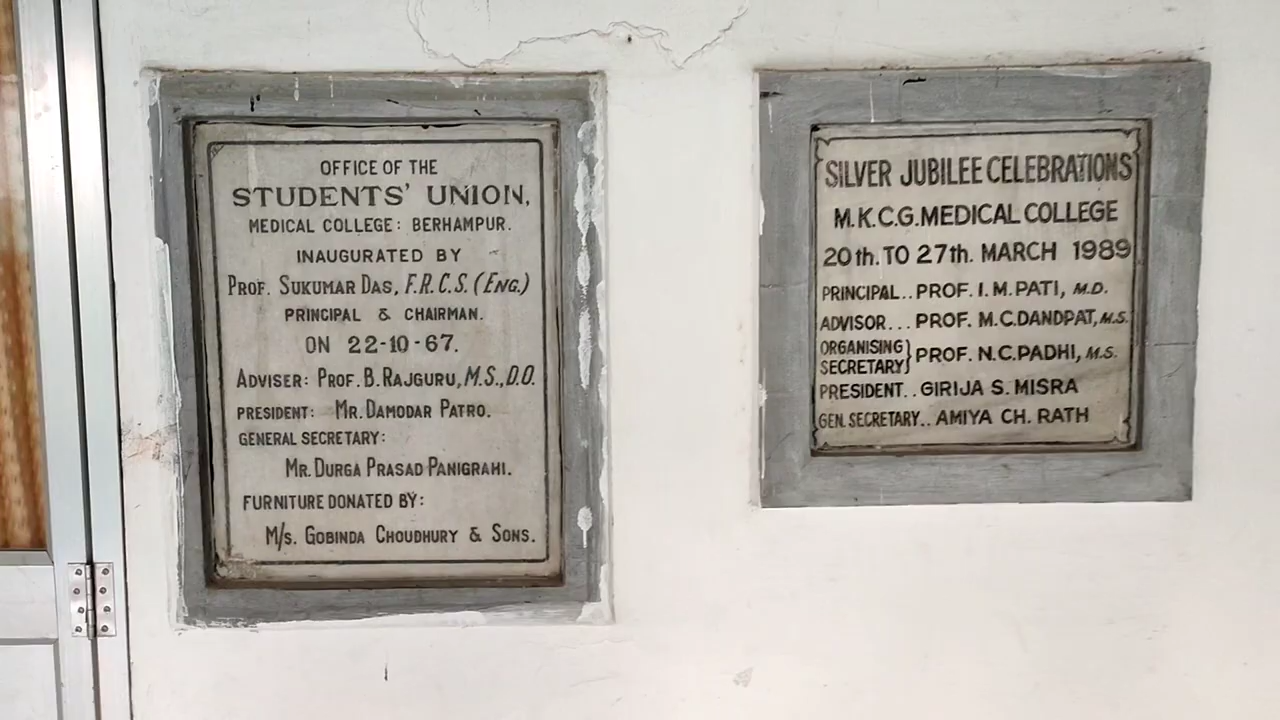 OFFICE OF THE
STUDENTS' UNION,
MEDICAL COLLEGE: BERHAMPUR.
INAUGURATED BY
PROF. SUKUMAR DAS, F.R.C.S. (ENG.)
PRINCIPAL & CHAIRMAN.
ON 22-10-67.
ADVISER: PROF. B. RAJGURU, M.S., D.O.
PRESIDENT: MR. DAMODAR PATRO.
GENERAL SECRETARY:
MR. DURGA PRASAD PANIGRAHI.
FURNITURE DONATED BY:
M/S. GOBINDA CHOUDHURY & SONS.
SILVER JUBILEE CELEBRATIONS
M.K.C.G. MEDICAL COLLEGE
20th. TO 27th. MARCH 1989
PRINCIPAL.. PROF. I. M. PATI, M.D.
ADVISOR... PROF. M.C. DANDPAT, M.S.
ORGANISING
SECRETARY} PROF. N.C. PADHI, M.S.
PRESIDENT.. GIRIJA S. MISRA
GEN. SECRETARY.. AMIYA CH. RATH